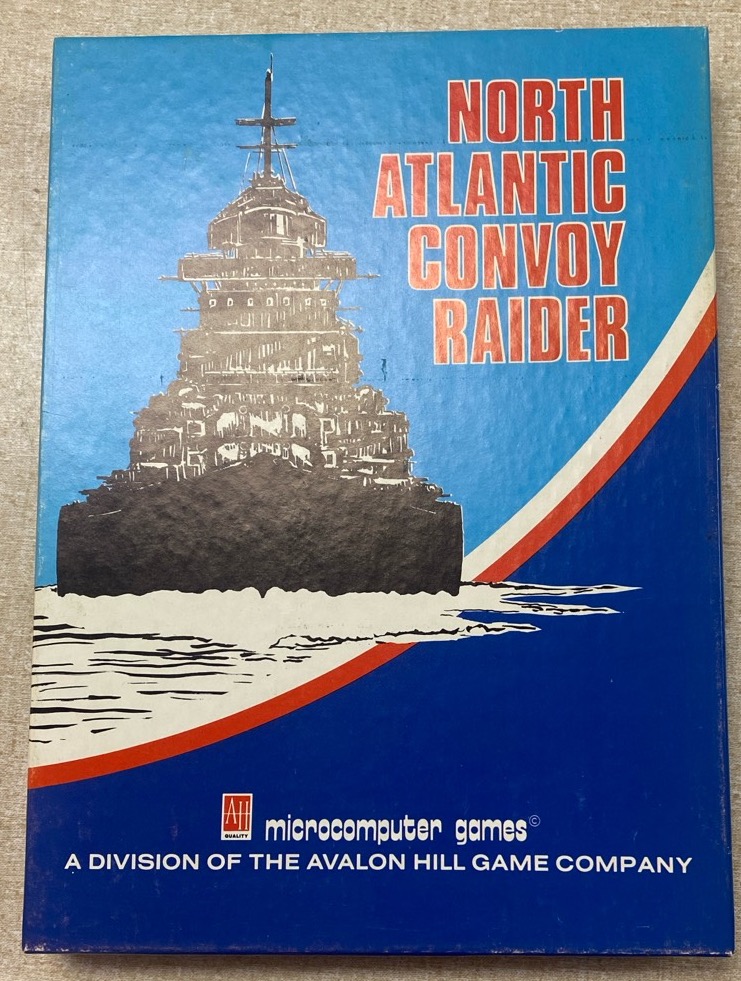 NORTH
ATLANTIC
CONVOY
RAIDER
AH
QUALITY
microcomputer games©
A DIVISION OF THE AVALON HILL GAME COMPANY